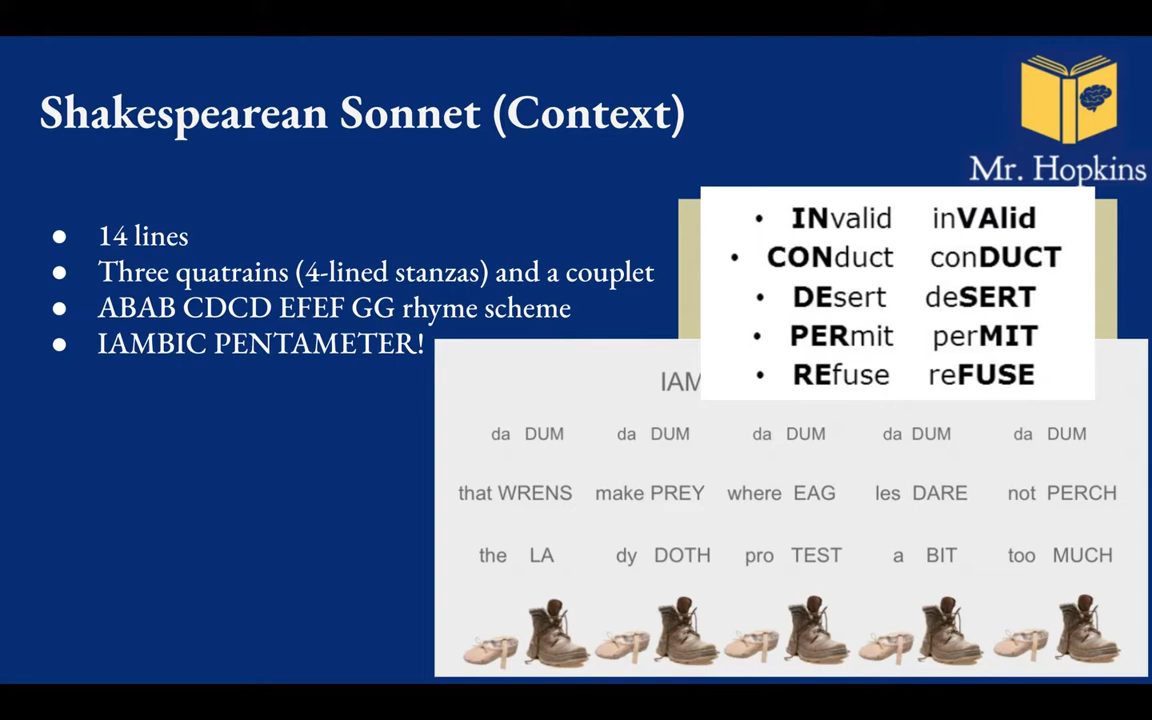 Shakespearean Sonnet (Context)
Mr. Hopkins
● 14 lines
● Three quatrains (4-lined stanzas) and a couplet
● ABAB CDCD EFEF GG rhyme scheme
● IAMBIC PENTAMETER!
• INvalid inVAlid
• CONduct conDUCT
• DEsert deSERT
• PERmit perMIT
• REfuse reFUSE
IAM
da DUM da DUM da DUM da DUM da DUM
that WRENS make PREY where EAG les DARE not PERCH
the LA dy DOTH pro TEST a BIT too MUCH